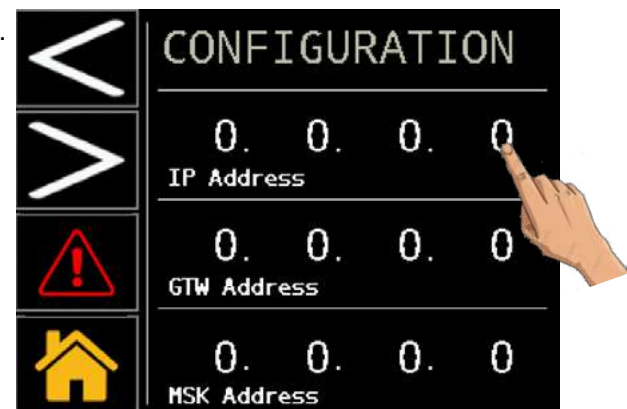 CONFIGURATION
0. 0. 0. 0
IP Address
0. 0. 0. 0
GTW Address
0. 0. 0. 0
MSK Address